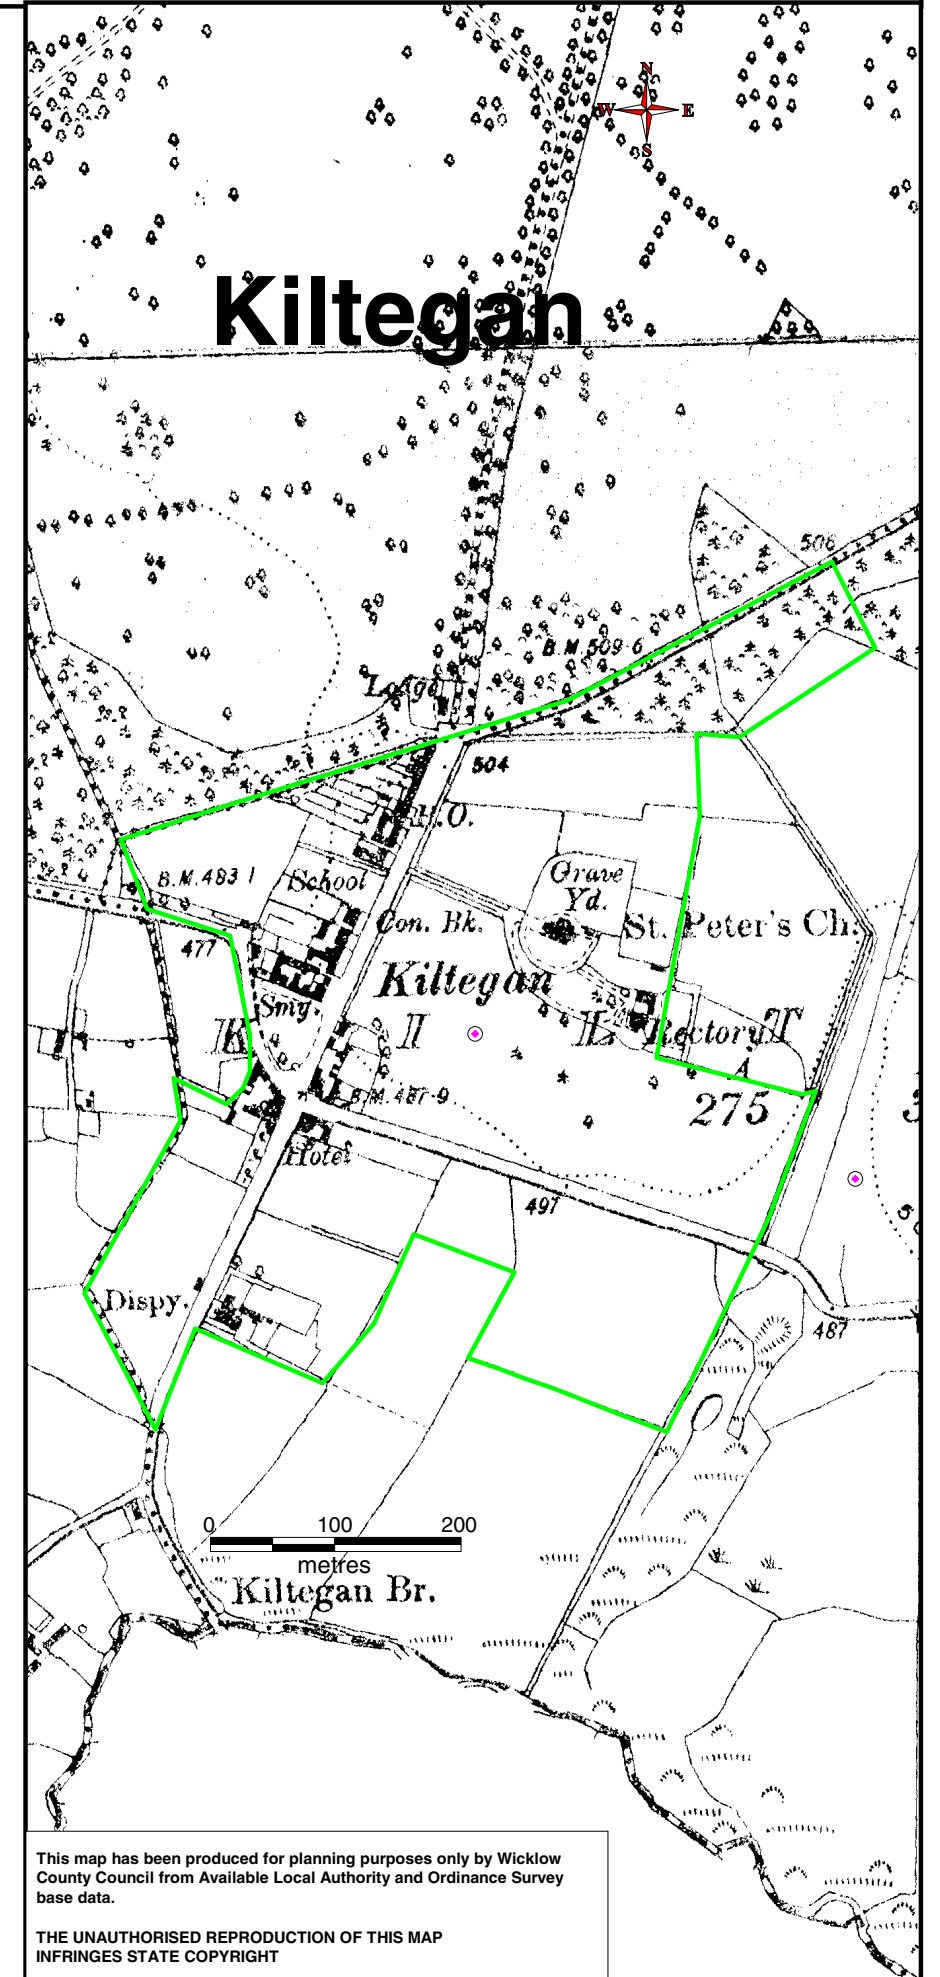 N
W E
S
Kiltegan
506
B.M.509·6
Lodge
504
P.O.
B.M.483·1
School
Grave
Yd.
Con. Bk.
St. Peter's Ch.
477
Kiltegan
Smy.
K I L T
Rectory
A
B.M.487·9
275
Hotel
497
Dispy.
487
0 100 200
metres
Kiltegan Br.
This map has been produced for planning purposes only by Wicklow
County Council from Available Local Authority and Ordinance Survey
base data.
THE UNAUTHORISED REPRODUCTION OF THIS MAP
INFRINGES STATE COPYRIGHT